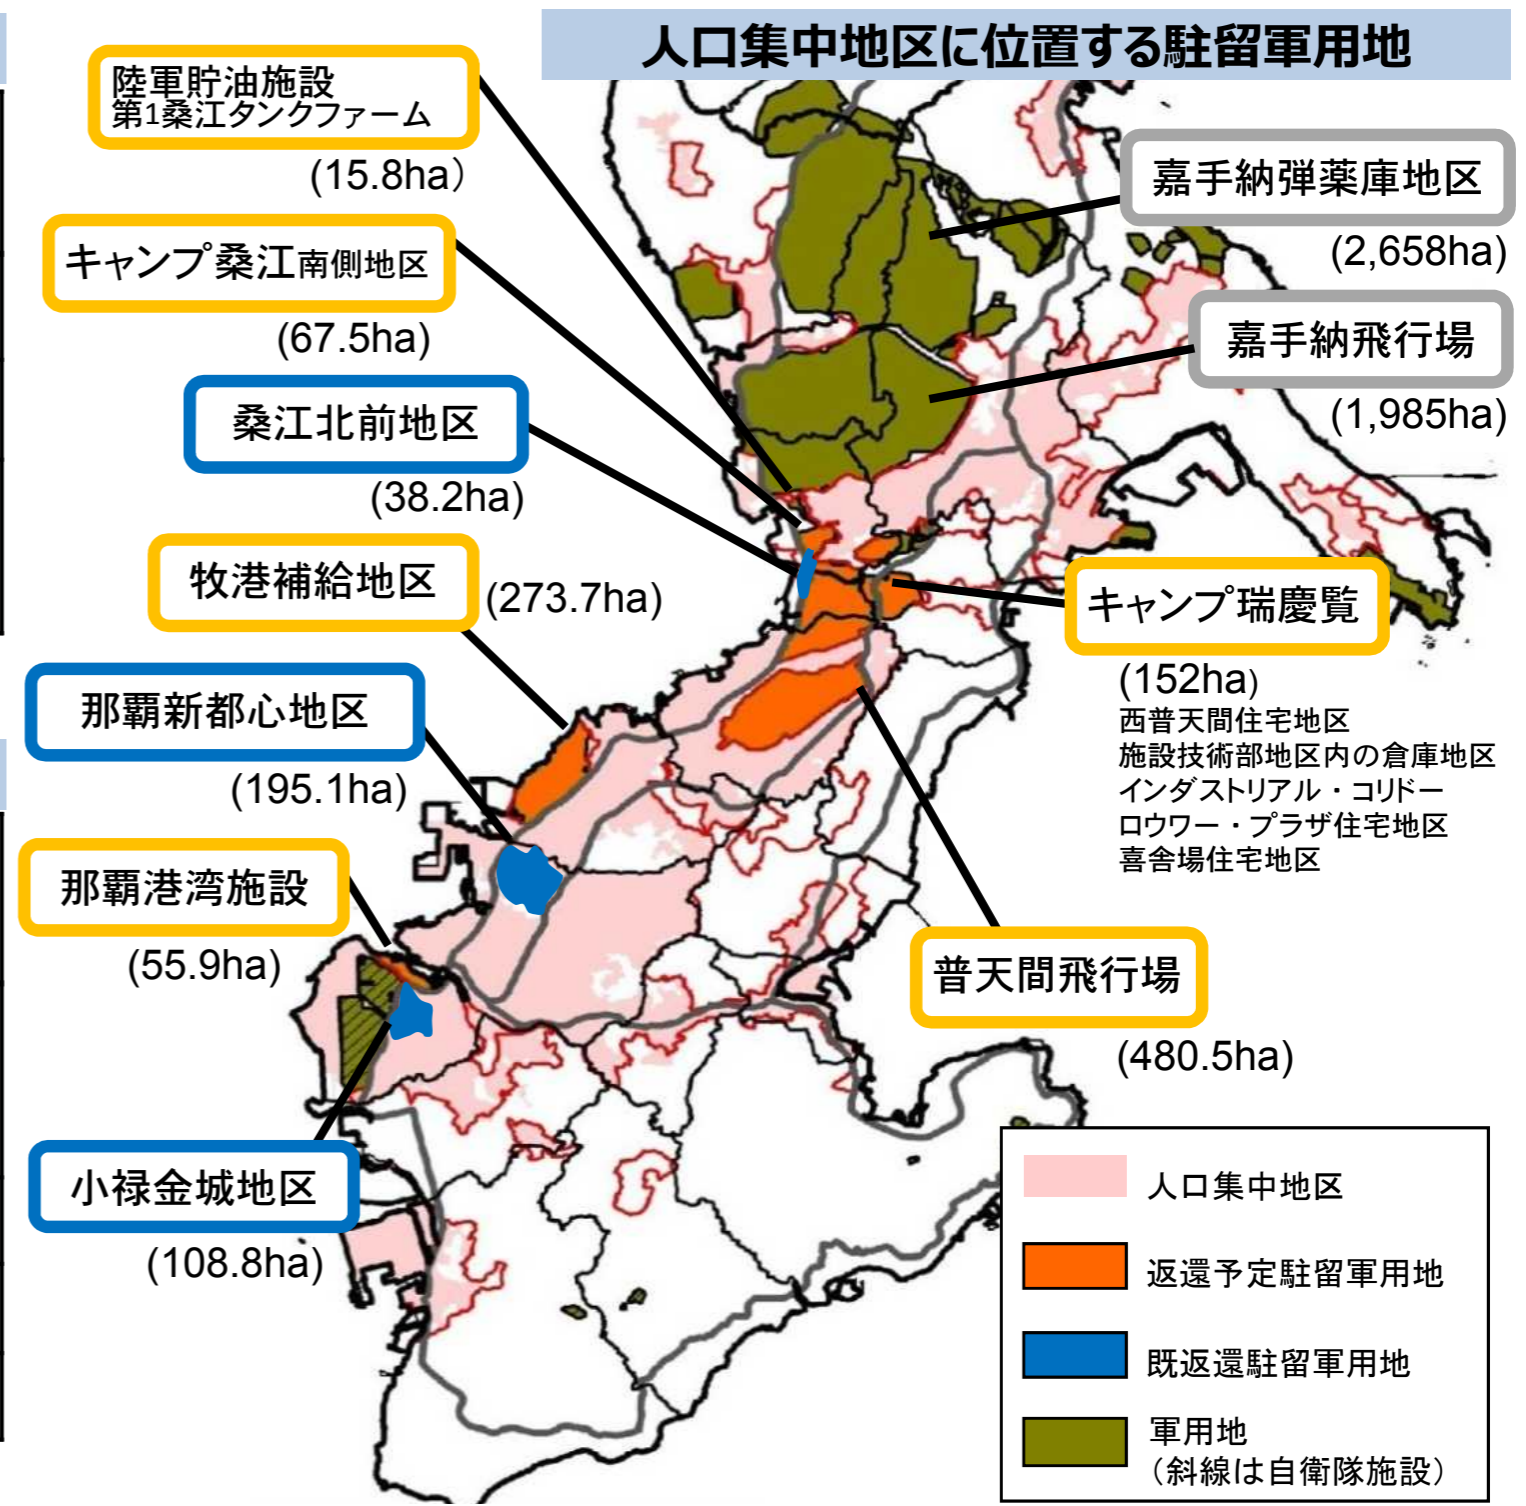 人口集中地区に位置する駐留軍用地
陸軍貯油施設
第1桑江タンクファーム
(15.8ha)
キャンプ桑江南側地区
(67.5ha)
桑江北前地区
(38.2ha)
牧港補給地区
(273.7ha)
那覇新都心地区
(195.1ha)
那覇港湾施設
(55.9ha)
小禄金城地区
(108.8ha)
嘉手納弾薬庫地区
(2,658ha)
嘉手納飛行場
(1,985ha)
キャンプ瑞慶覧
(152ha)
西普天間住宅地区
施設技術部地区内の倉庫地区
インダストリアル・コリドー
ロウワー・プラザ住宅地区
喜舎場住宅地区
普天間飛行場
(480.5ha)
人口集中地区
返還予定駐留軍用地
既返還駐留軍用地
軍用地
(斜線は自衛隊施設)